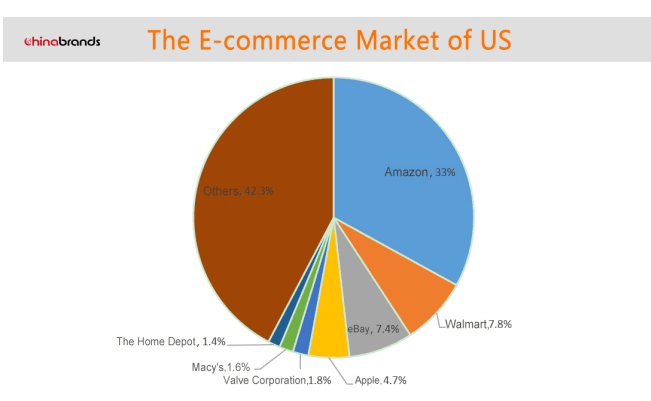 chinabrands
The E-commerce Market of US
Amazon, 33%
Others, 42.3%
Walmart,7.8%
eBay, 7.4%
The Home Depot, 1.4%
Macy's,1.6%
Valve Corporation,1.8%
Apple,4.7%